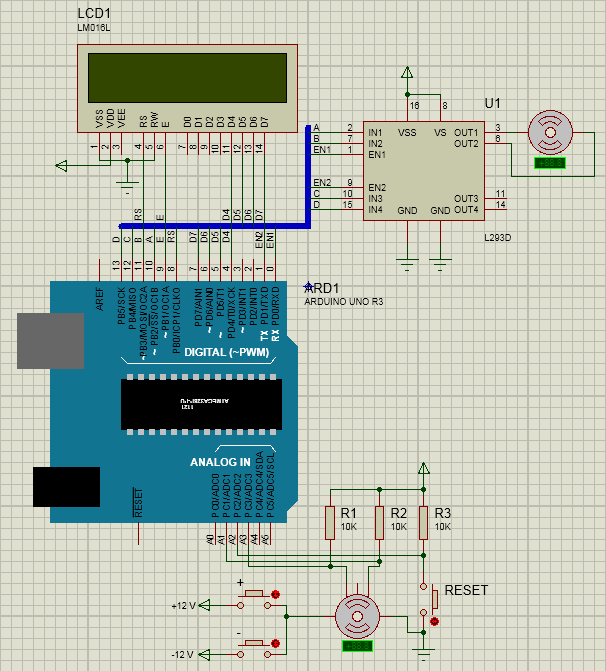 LCD1
LM016L
VSS VDD VEE RS RW E D0 D1 D2 D3 D4 D5 D6 D7
1 2 3 4 5 6 7 8 9 10 11 12 13 14
16 8 U1
A 2 IN1 VSS VS OUT1 3
B 7 IN2 OUT2 6
EN1 1 EN1
EN2 9 EN2
C 10 IN3 OUT3 11
D 15 IN4 OUT4 14
GND GND
L293D
RS E D4 D5 D6 D7
D C B A E RS D7 D6 D5 D4 EN2 EN1
13 12 11 10 9 8 7 6 5 4 3 2 1 0
ARD1
ARDUINO UNO R3
AREF
PB5/SCK
PB4/MISO
~PB3/MOSI/OC2A
~PB2/SS/OC1B
~PB1/OC1A
PB0/ICP1/CLKO
PD7/AIN1
~PD6/AIN0
~PD5/T1
PD4/T0/XCK
~PD3/INT1
PD2/INT0
TX PD1/TXD
RX PD0/RXD
DIGITAL (~PWM)
1121
ANALOG IN
RESET
PC0/ADC0
PC1/ADC1
PC2/ADC2
PC3/ADC3
PC4/ADC4/SDA
PC5/ADC5/SCL
A0 A1 A2 A3 A4 A5
R1 R2 R3
10K 10K 10K
RESET
+
+12 V
-
-12 V